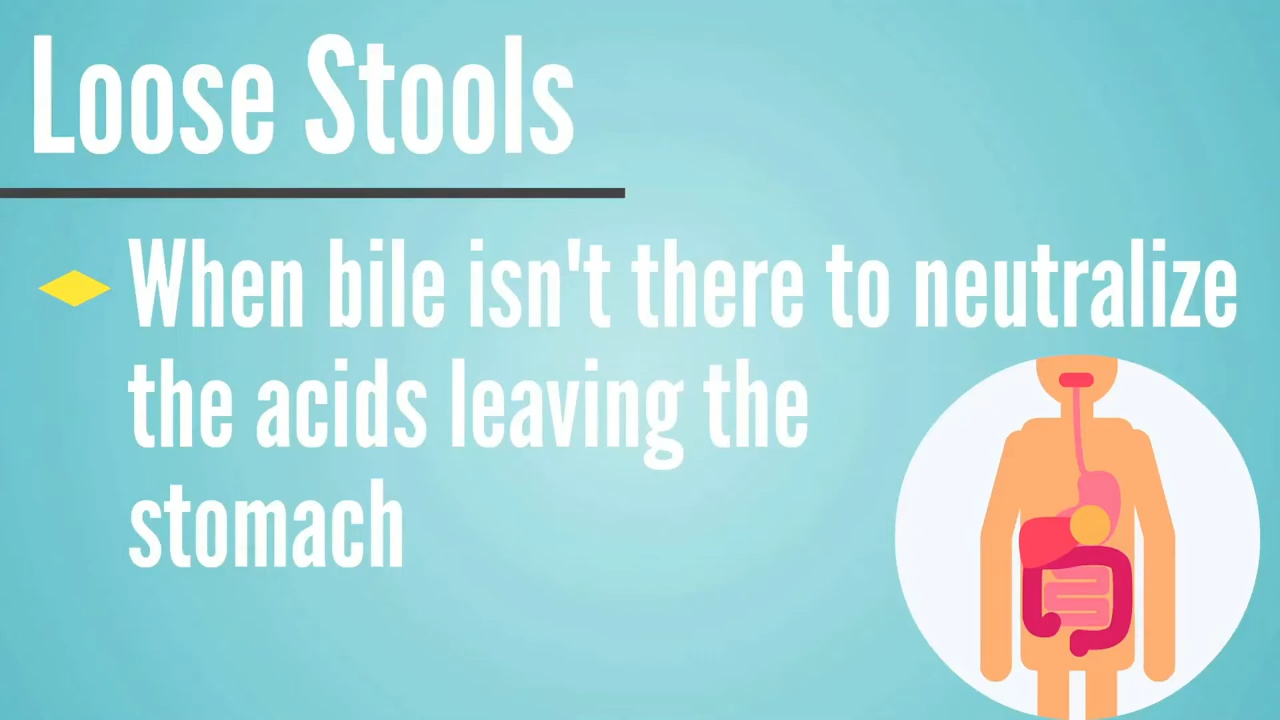 Loose Stools
When bile isn't there to neutralize
the acids leaving the
stomach